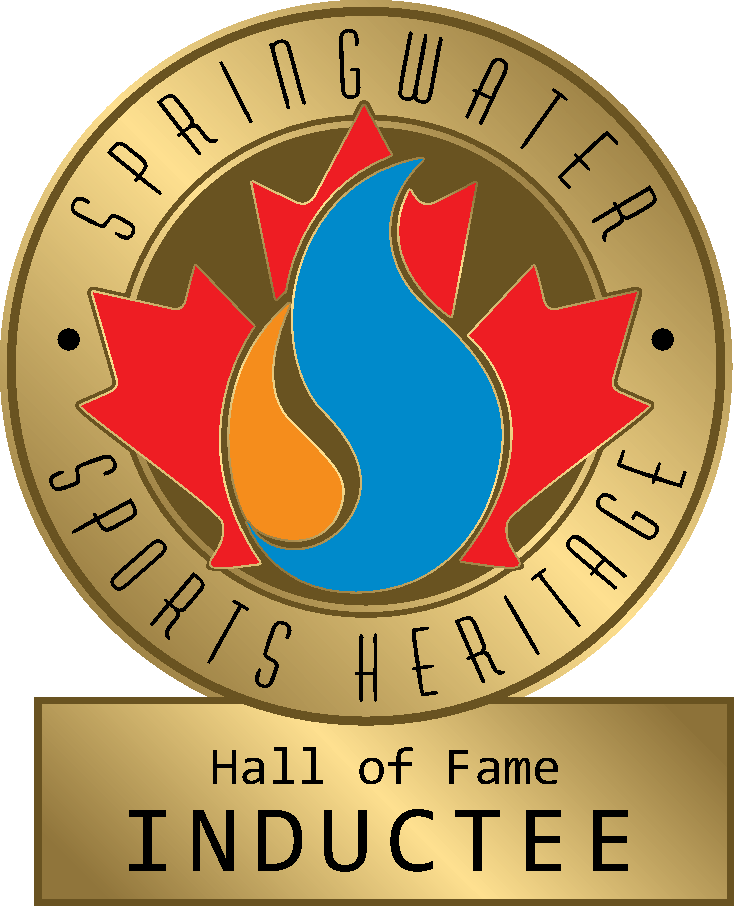 SPRINGWATER
SPORTS HERITAGE
Hall of Fame
INDUCTEE